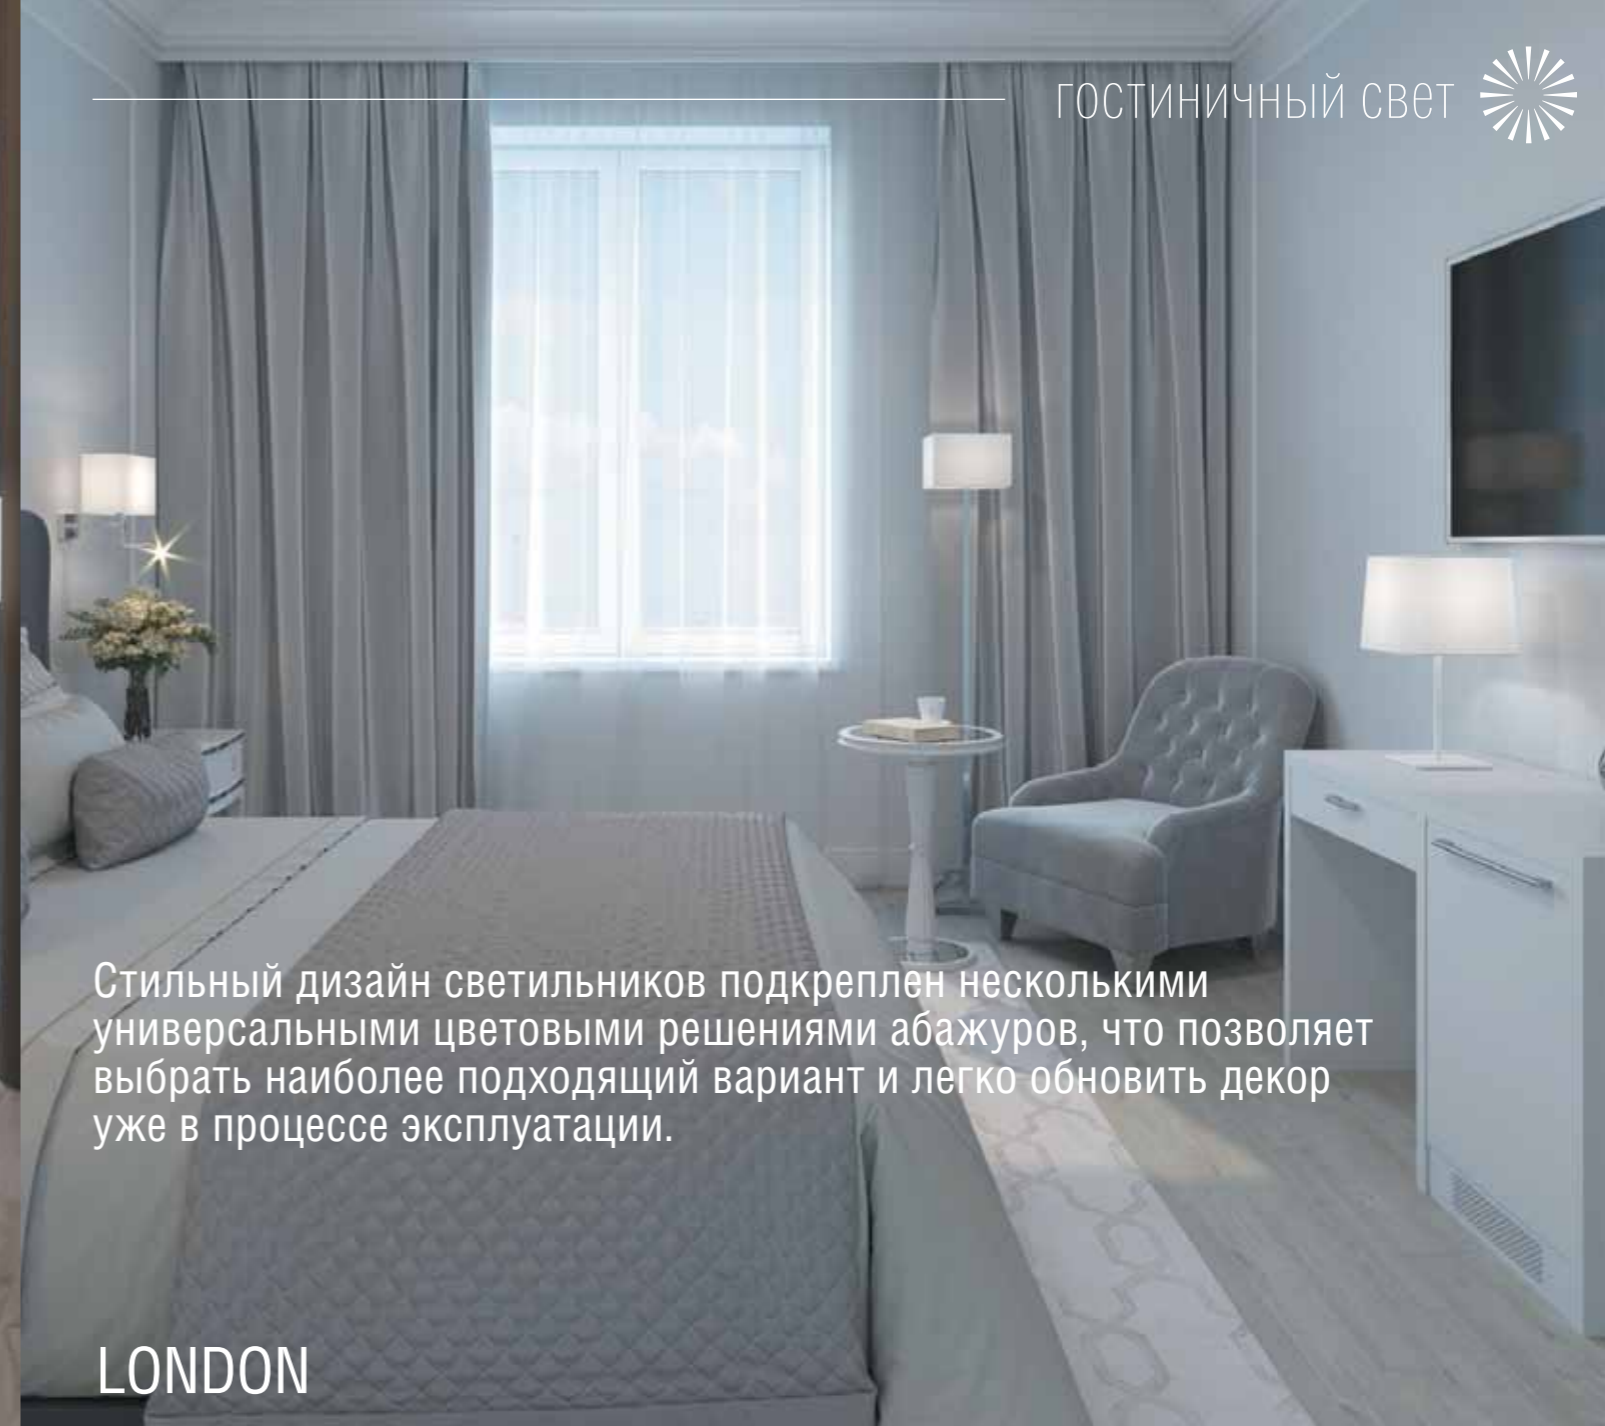 ГОСТИНИЧНЫЙ СВЕТ
Стильный дизайн светильников подкреплен несколькими
универсальными цветовыми решениями абажуров, что позволяет
выбрать наиболее подходящий вариант и легко обновить декор
уже в процессе эксплуатации.
LONDON